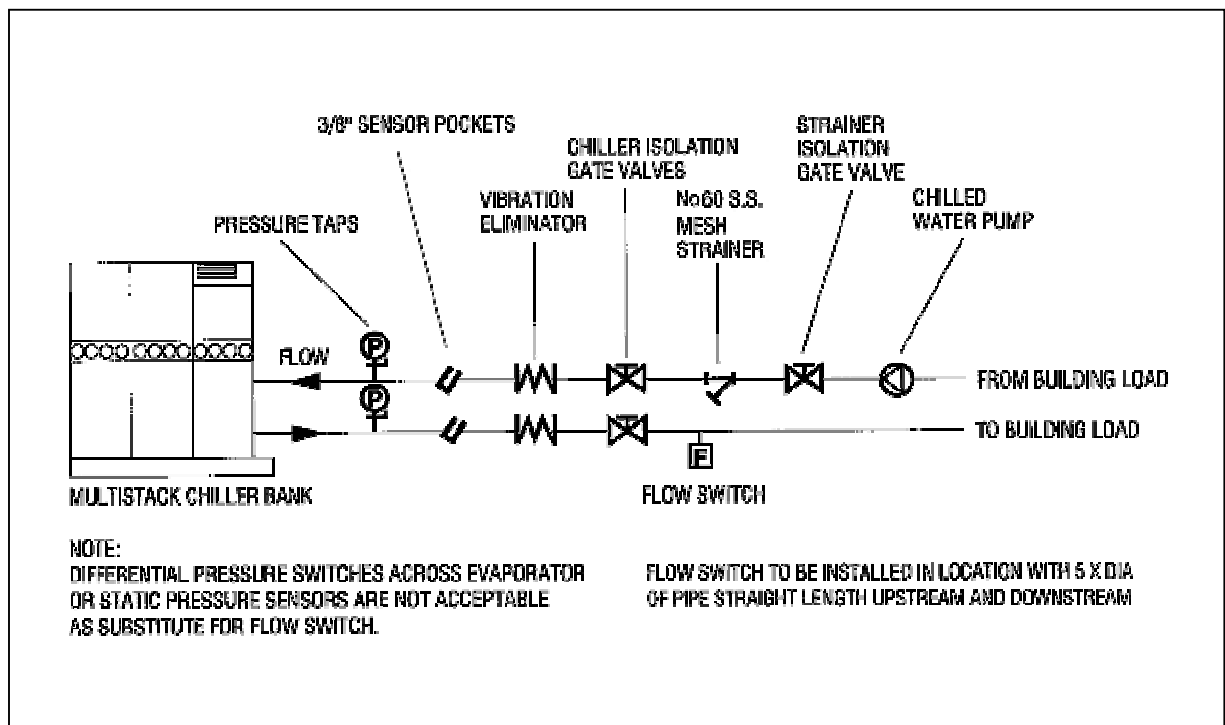 3/8" SENSOR POCKETS
CHILLER ISOLATION
GATE VALVES
STRAINER
ISOLATION
GATE VALVE
PRESSURE TAPS
VIBRATION
ELIMINATOR
No60 S.S.
MESH
STRAINER
CHILLED
WATER PUMP
P
FLOW
P
FROM BUILDING LOAD
TO BUILDING LOAD
F
MULTISTACK CHILLER BANK
FLOW SWITCH
NOTE:
DIFFERENTIAL PRESSURE SWITCHES ACROSS EVAPORATOR
OR STATIC PRESSURE SENSORS ARE NOT ACCEPTABLE
AS SUBSTITUTE FOR FLOW SWITCH.
FLOW SWITCH TO BE INSTALLED IN LOCATION WITH 5 X DIA
OF PIPE STRAIGHT LENGTH UPSTREAM AND DOWNSTREAM